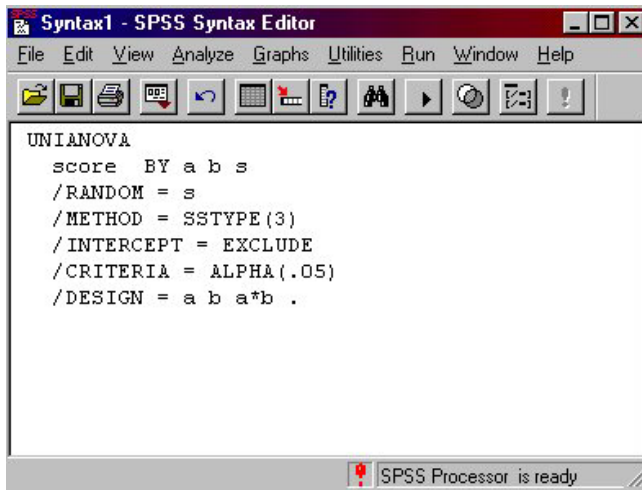 Syntax1 - SPSS Syntax Editor
File Edit View Analyze Graphs Utilities Run Window Help
UNIANOVA
score BY a b s
/RANDOM = s
/METHOD = SSTYPE(3)
/INTERCEPT = EXCLUDE
/CRITERIA = ALPHA(.05)
/DESIGN = a b a*b .
SPSS Processor is ready